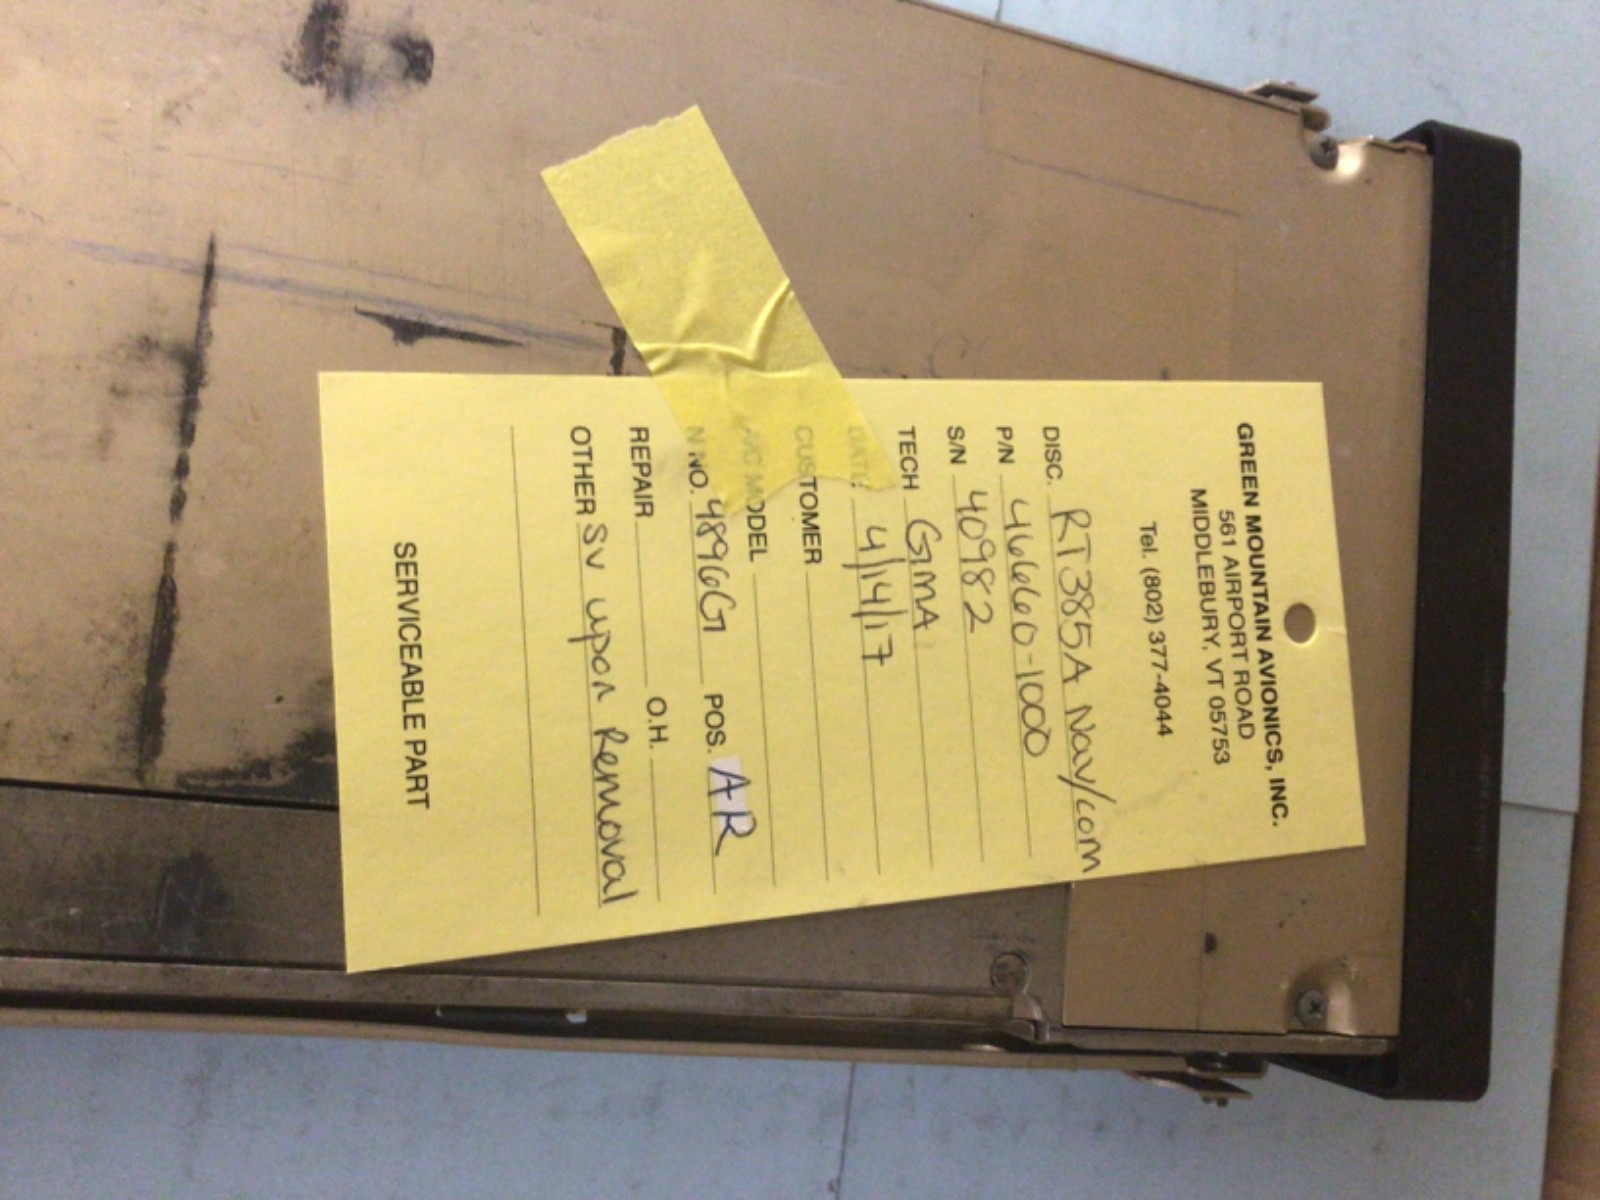 GREEN MOUNTAIN AVIONICS, INC.
561 AIRPORT ROAD
MIDDLEBURY, VT 05753
Tel. (802) 377-4044
DISC. RT385A Nav/com
P/N 46660-1000
S/N 40982
TECH GMA
DATE 4/14/17
CUSTOMER
A/C MODEL
N NO. 4896G POS. AR
REPAIR O.H.
OTHER SV upon Removal
SERVICEABLE PART